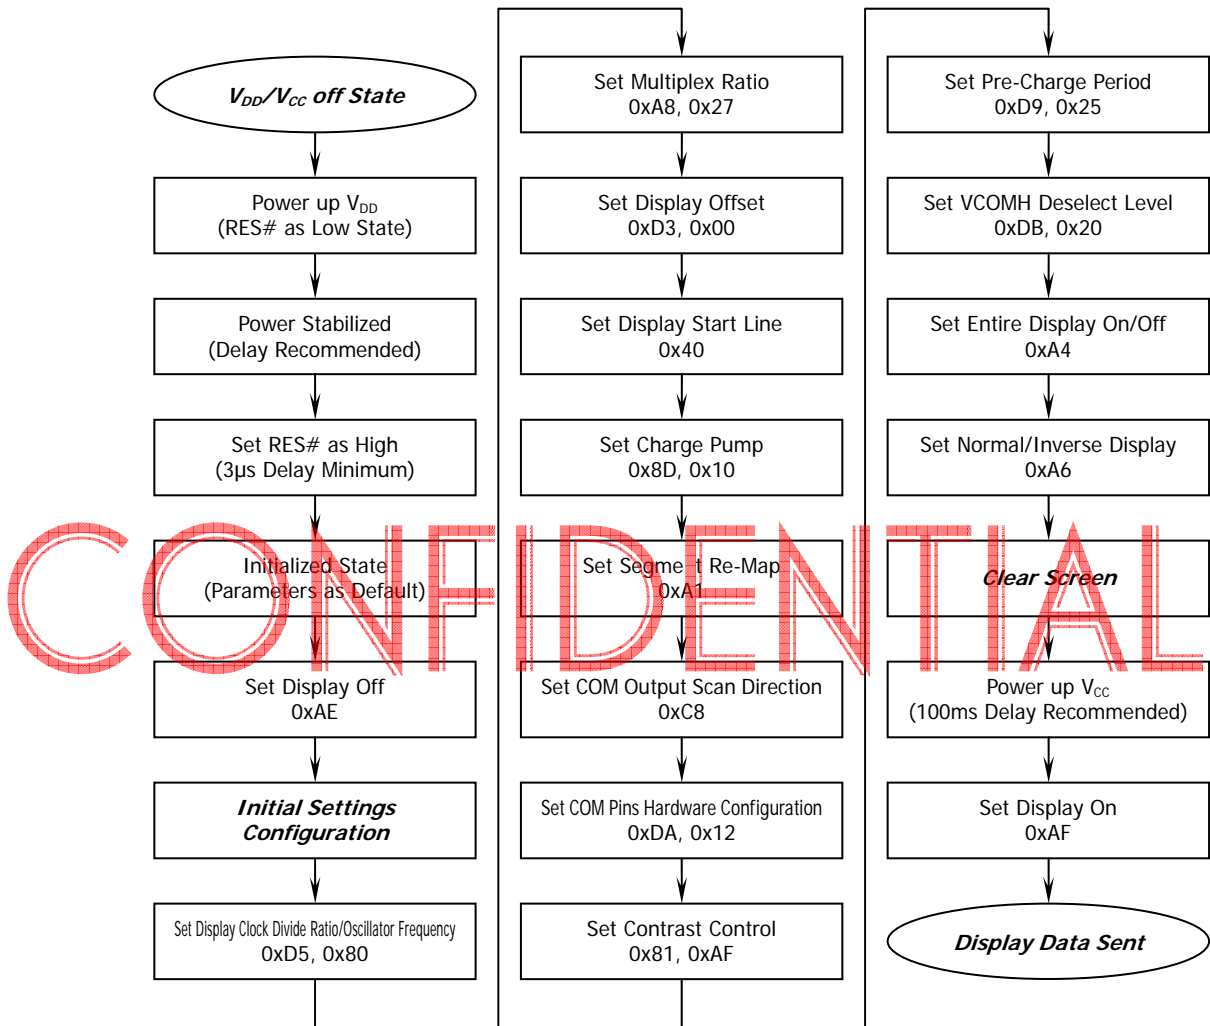 V_DD/V_CC off State
Power up V_DD
(RES# as Low State)
Power Stabilized
(Delay Recommended)
Set RES# as High
(3µs Delay Minimum)
Initialized State
(Parameters as Default)
Set Display Off
0xAE
Initial Settings
Configuration
Set Display Clock Divide Ratio/Oscillator Frequency
0xD5, 0x80
Set Multiplex Ratio
0xA8, 0x27
Set Display Offset
0xD3, 0x00
Set Display Start Line
0x40
Set Charge Pump
0x8D, 0x10
Set Segment Re-Map
0xA1
Set COM Output Scan Direction
0xC8
Set COM Pins Hardware Configuration
0xDA, 0x12
Set Contrast Control
0x81, 0xAF
Set Pre-Charge Period
0xD9, 0x25
Set VCOMH Deselect Level
0xDB, 0x20
Set Entire Display On/Off
0xA4
Set Normal/Inverse Display
0xA6
Clear Screen
Power up V_CC
(100ms Delay Recommended)
Set Display On
0xAF
Display Data Sent
CONFIDENTIAL